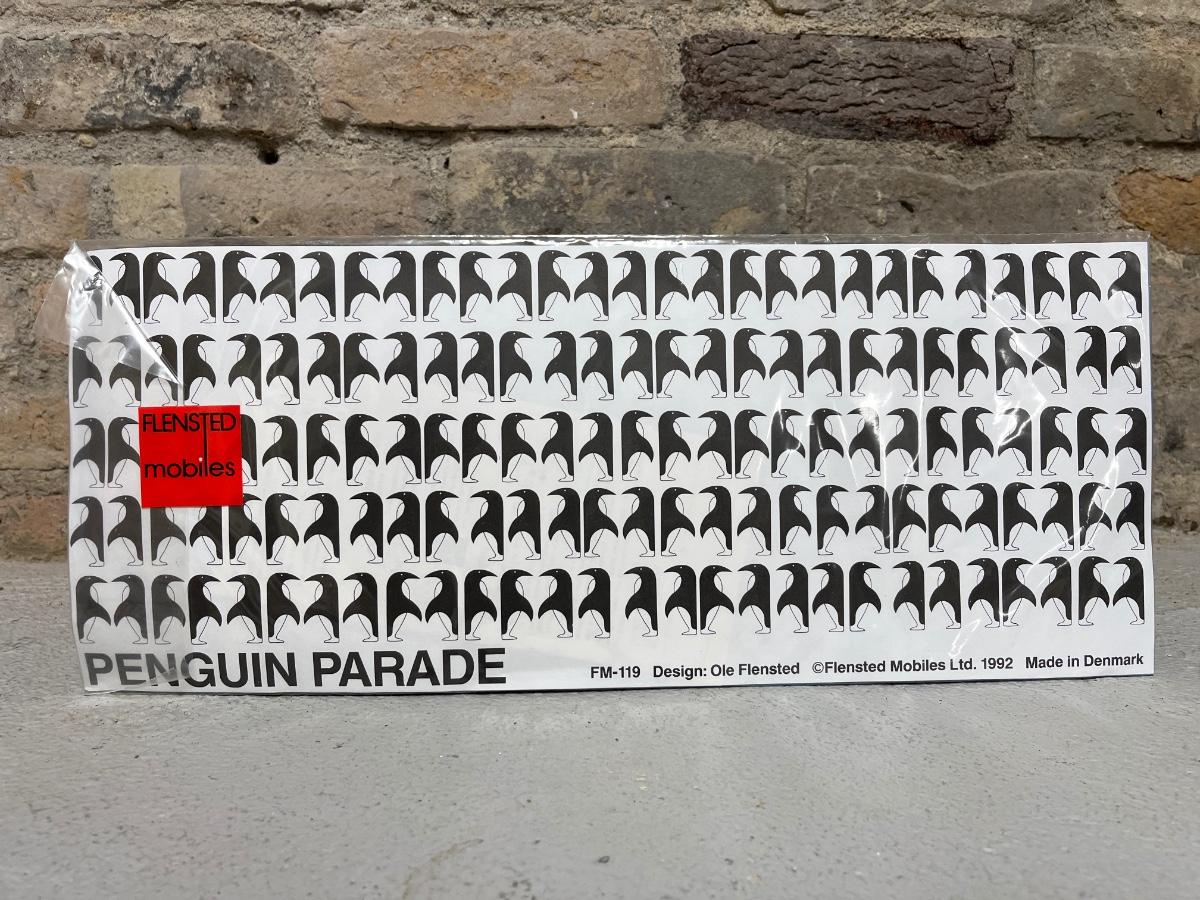 FLENSTED
mobiles
PENGUIN PARADE
FM-119 Design: Ole Flensted ©Flensted Mobiles Ltd. 1992 Made in Denmark